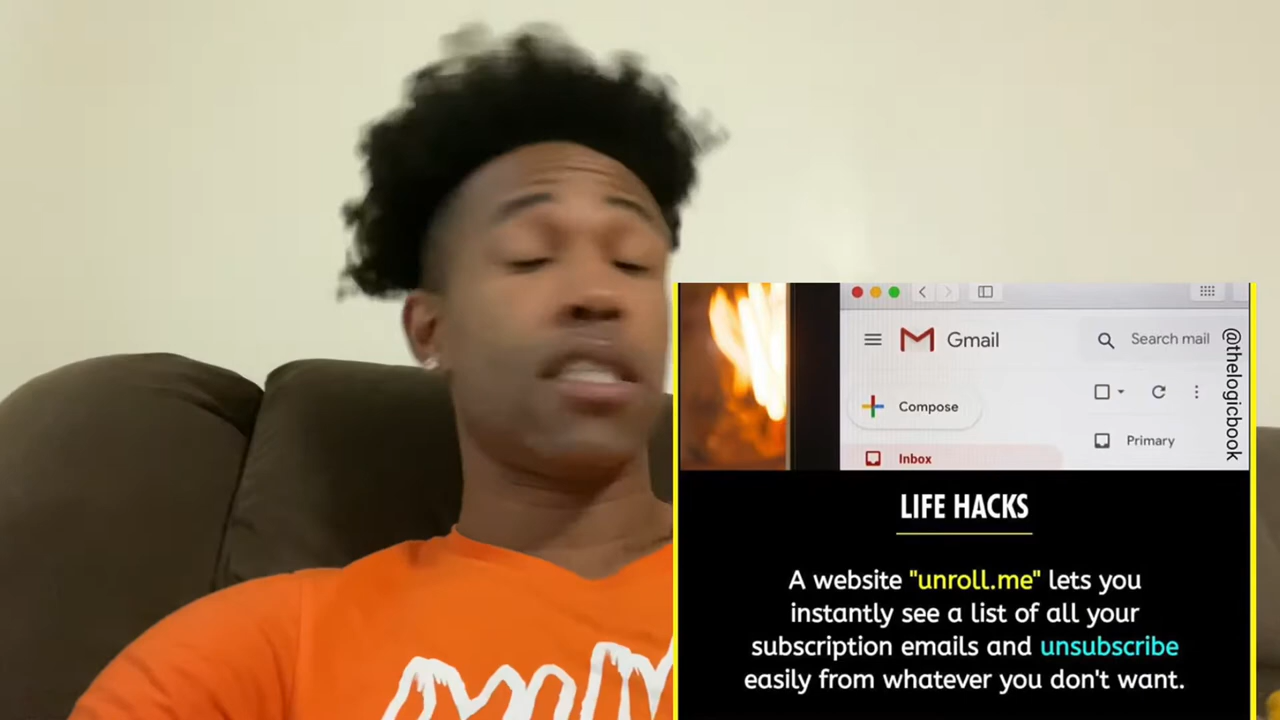 Gmail
Search mail
Compose
Primary
Inbox
@thelogicbook
LIFE HACKS
A website "unroll.me" lets you
instantly see a list of all your
subscription emails and unsubscribe
easily from whatever you don't want.